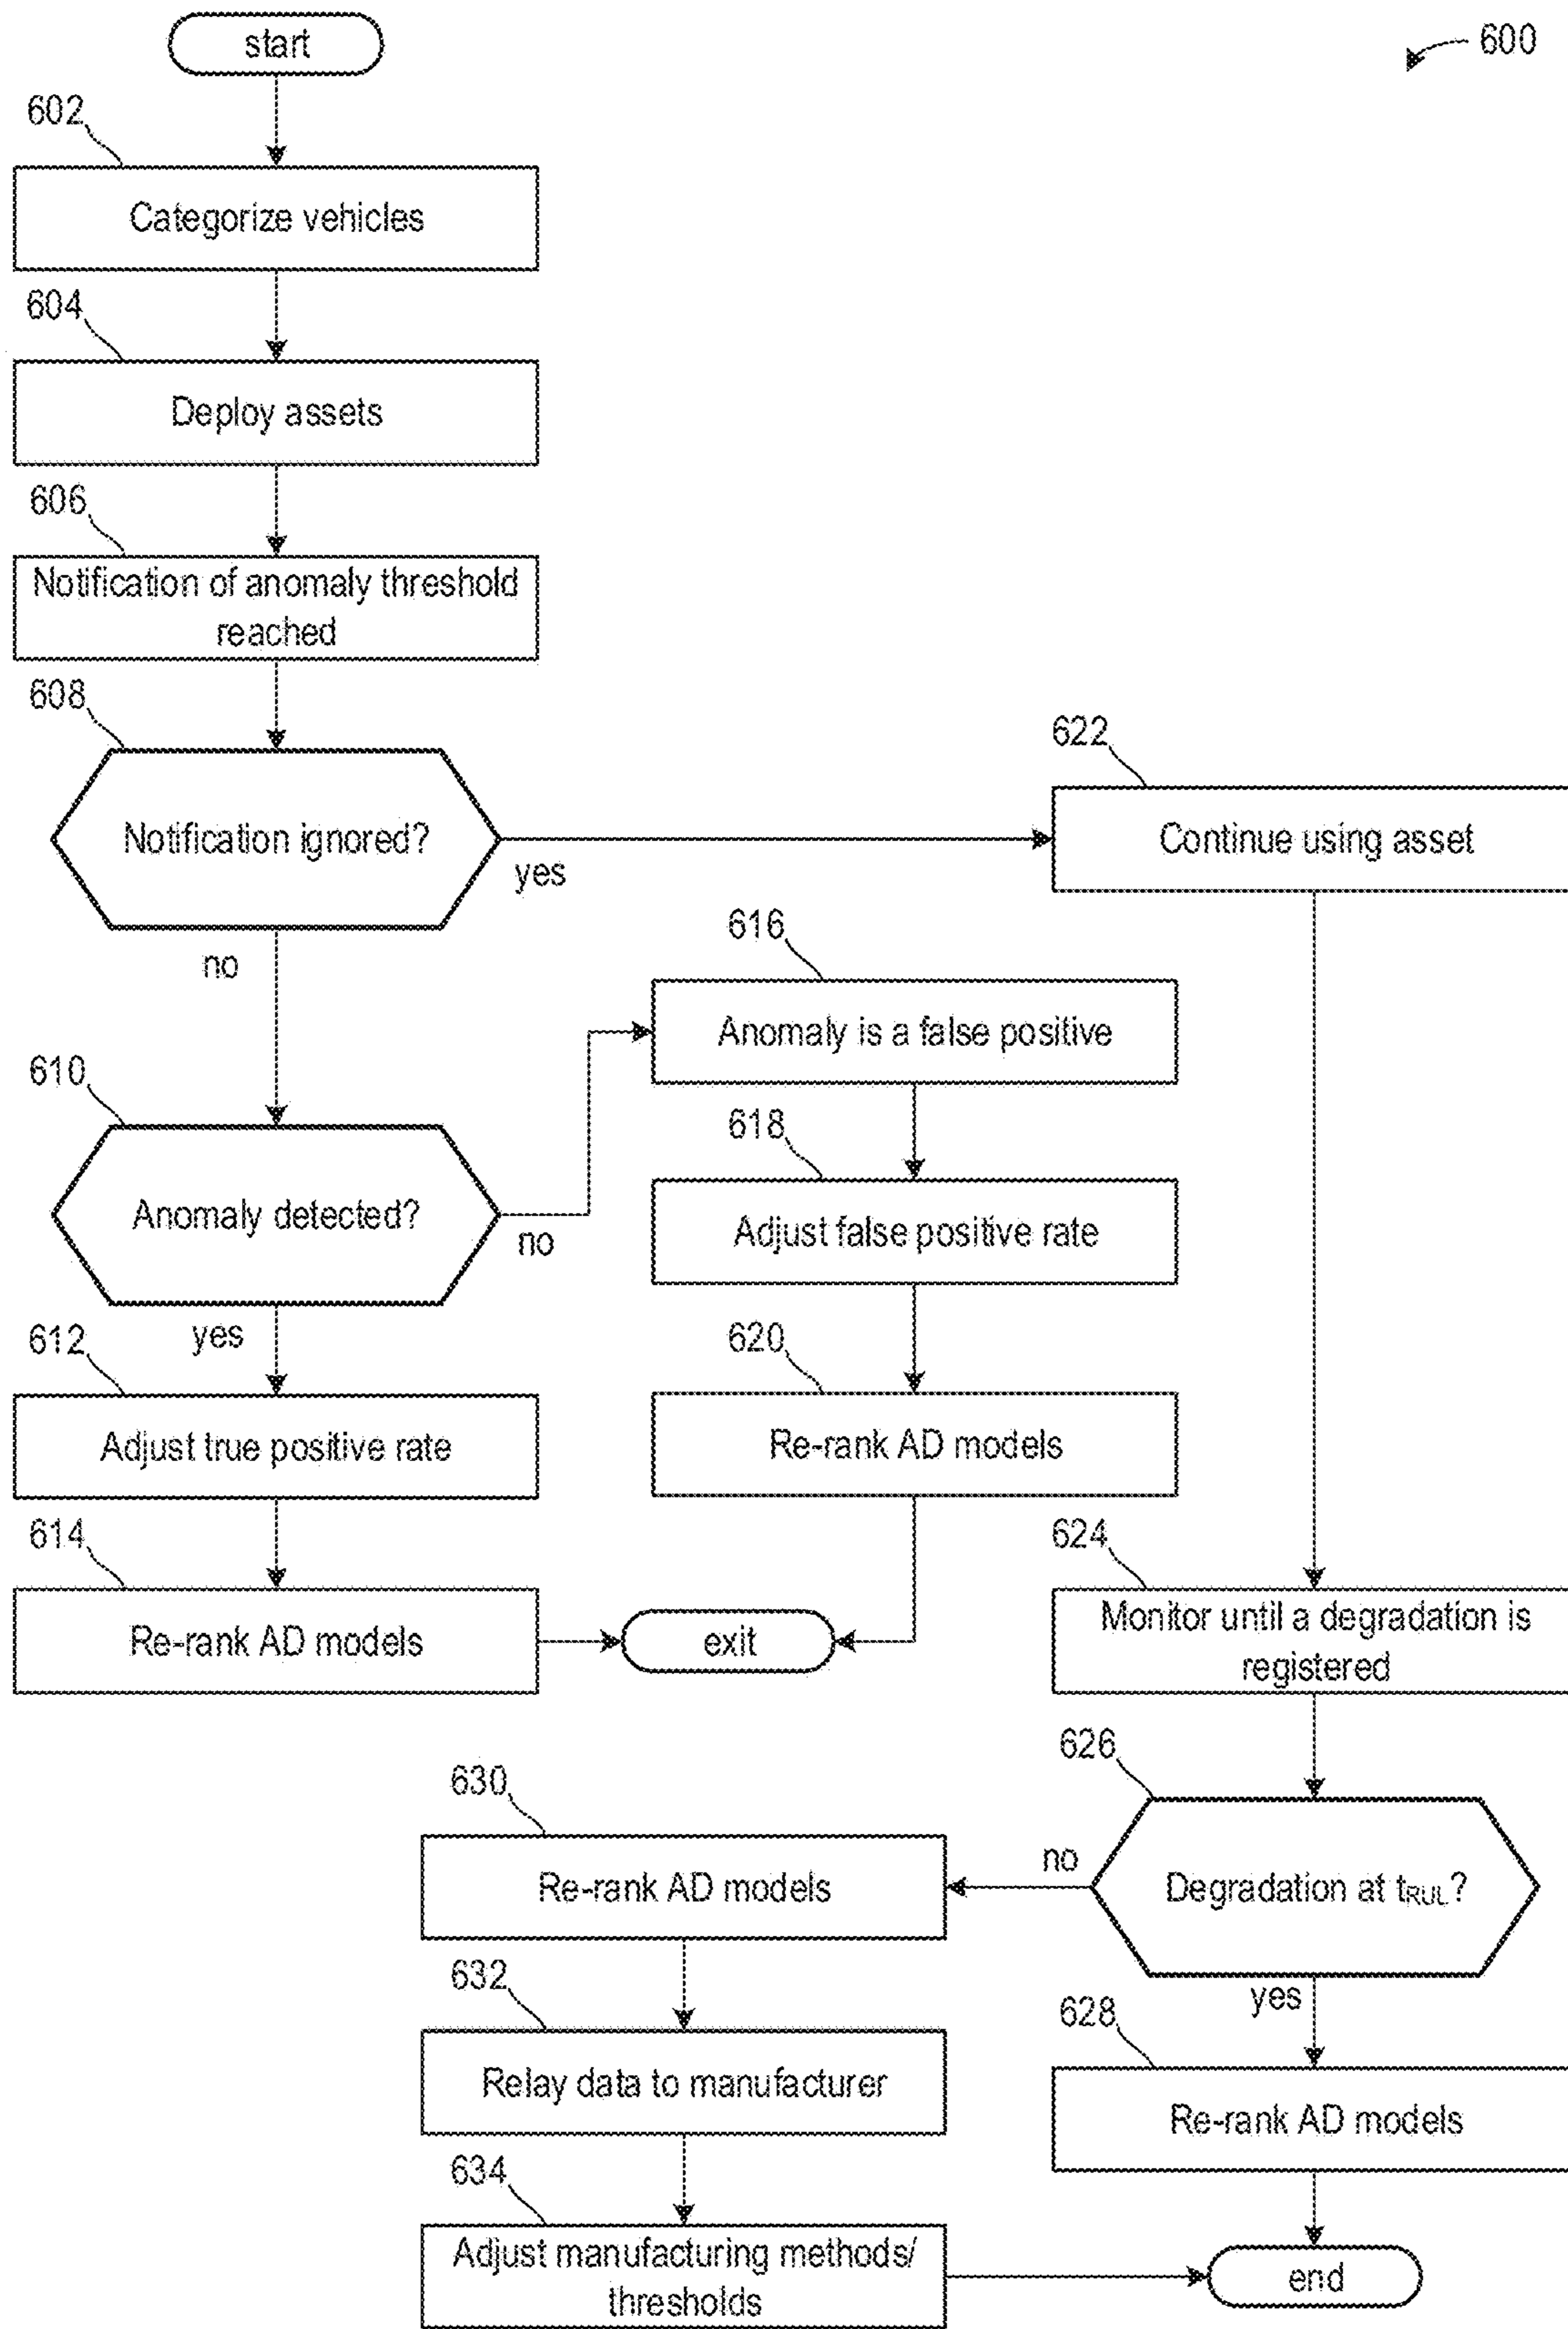 start
600
602
Categorize vehicles
604
Deploy assets
606
Notification of anomaly threshold
reached
608
Notification ignored?
yes
no
622
Continue using asset
616
Anomaly is a false positive
610
Anomaly detected?
no
yes
618
Adjust false positive rate
612
Adjust true positive rate
620
Re-rank AD models
614
Re-rank AD models
exit
624
Monitor until a degradation is
registered
626
Degradation at tRUL?
no
yes
630
Re-rank AD models
632
Relay data to manufacturer
628
Re-rank AD models
634
Adjust manufacturing methods/
thresholds
end